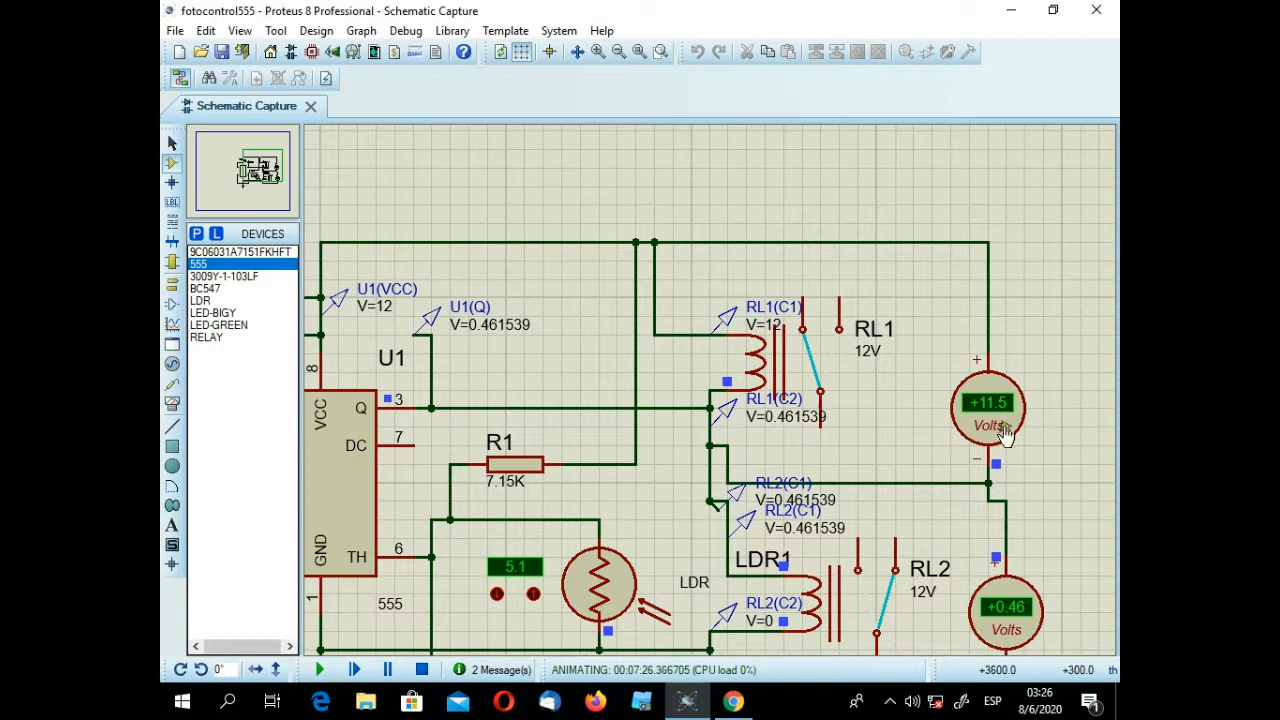 fotocontrol555 - Proteus 8 Professional - Schematic Capture
File Edit View Tool Design Graph Debug Library Template System Help
Schematic Capture
P L DEVICES
9C06031A7151FKHFT
555
3009Y-1-103LF
BC547
LDR
LED-BIGY
LED-GREEN
RELAY
LBL
U1(VCC)
V=12
U1(Q)
V=0.461539
U1
8
VCC
Q
3
DC
7
GND
TH
6
1
555
R1
7.15K
5.1
LDR
LDR1
RL1(C1)
V=12
RL1
12V
RL1(C2)
V=0.461539
RL2(C1)
V=0.461539
RL2(C1)
V=0.461539
RL2(C2)
V=0
RL2
12V
+
+11.5
Volts
−
+
+0.46
Volts
0° 2 Message(s) ANIMATING: 00:07:26.366705 (CPU load 0%) +3600.0 +300.0 th
ESP
03:26
8/6/2020
1